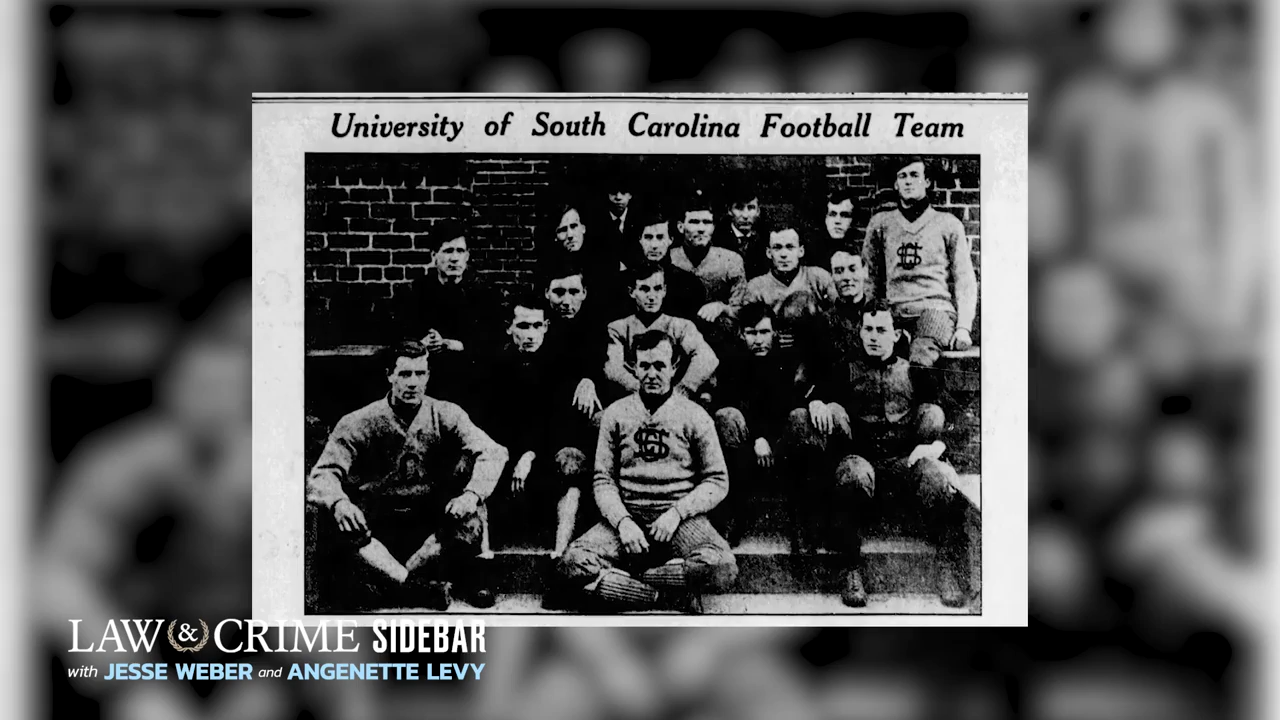 University of South Carolina Football Team
LAW & CRIME SIDEBAR
with JESSE WEBER and ANGENETTE LEVY